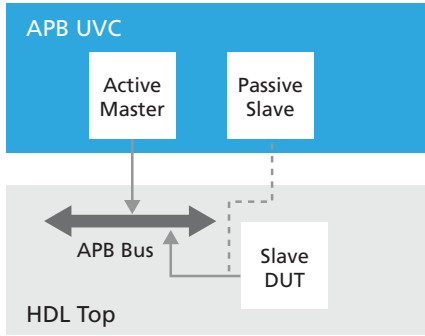 APB UVC
Active
Master
Passive
Slave
APB Bus
Slave
DUT
HDL Top